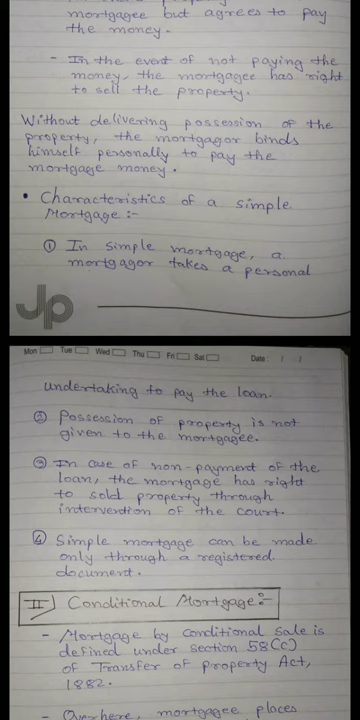 mortgagee but agrees to pay
the money.
- In the event of not paying the
money, the mortgagee has right
to sell the property.
Without delivering possession of the
property, the mortgagor binds
himself personally to pay the
mortgage money.
• Characteristics of a simple
Mortgage :-
① In simple mortgage, a
mortgagor takes a personal
Jp
Mon Tue Wed Thu Fri Sat Date : / /
undertaking to pay the loan.
② Possession of property is not
given to the mortgagee.
③ In case of non-payment of the
loan, the mortgage has right
to sold property through
intervention of the court.
④ Simple mortgage can be made
only through a registered
document.
II) Conditional Mortgage :-
- Mortgage by conditional sale is
defined under section 58(c)
of Transfer of property Act,
1882.
- Over here, mortgagee places